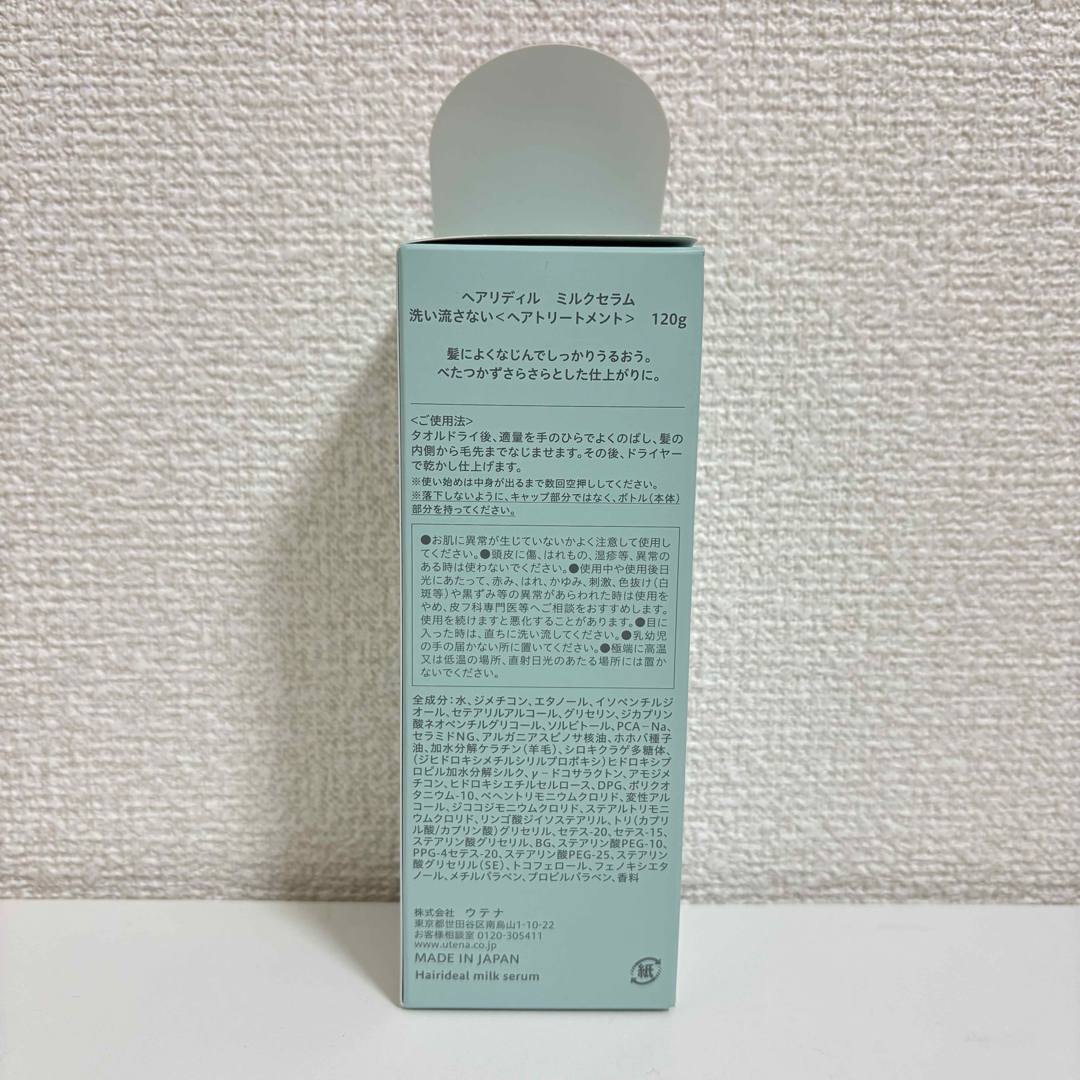 ヘアリディル　ミルクセラム
洗い流さない＜ヘアトリートメント＞　120g
髪によくなじんでしっかりうるおう。
べたつかずさらさらとした仕上がりに。
＜ご使用法＞
タオルドライ後、適量を手のひらでよくのばし、髪の
内側から毛先までなじませます。その後、ドライヤー
で乾かし仕上げます。
※使い始めは中身が出るまで数回空押ししてください。
※落下しないように、キャップ部分ではなく、ボトル（本体）
部分を持ってください。
●お肌に異常が生じていないかよく注意して使用し
てください。●頭皮に傷、はれもの、湿疹等、異常の
ある時は使わないでください。●使用中や使用後日
光にあたって、赤み、はれ、かゆみ、刺激、色抜け（白
斑等）や黒ずみ等の異常があらわれた時は使用を
やめ、皮フ科専門医等へご相談をおすすめします。
使用を続けますと悪化することがあります。●目に
入った時は、直ちに洗い流してください。●乳幼児
の手の届かない所に置いてください。●極端に高温
又は低温の場所、直射日光のあたる場所には置か
ないでください。
全成分：水、ジメチコン、エタノール、イソペンチルジ
オール、セテアリルアルコール、グリセリン、ジカプリン
酸ネオペンチルグリコール、ソルビトール、PCA－Na、
セラミドNG、アルガニアスピノサ核油、ホホバ種子
油、加水分解ケラチン（羊毛）、シロキクラゲ多糖体、
（ジヒドロキシメチルシリルプロポキシ）ヒドロキシプ
ロピル加水分解シルク、γ－ドコサラクトン、アモジメ
チコン、ヒドロキシエチルセルロース、DPG、ポリクオ
タニウム-10、ベヘントリモニウムクロリド、変性アル
コール、ジココジモニウムクロリド、ステアルトリモニ
ウムクロリド、リンゴ酸ジイソステアリル、トリ（カプリ
ル酸/カプリン酸）グリセリル、セテス-20、セテス-15、
ステアリン酸グリセリル、BG、ステアリン酸PEG-10、
PPG-4セテス-20、ステアリン酸PEG-25、ステアリン
酸グリセリル（SE）、トコフェロール、フェノキシエタ
ノール、メチルパラベン、プロピルパラベン、香料
株式会社　ウテナ
東京都世田谷区南烏山1-10-22
お客様相談室 0120-305411
www.utena.co.jp
MADE IN JAPAN
Hairideal milk serum
紙